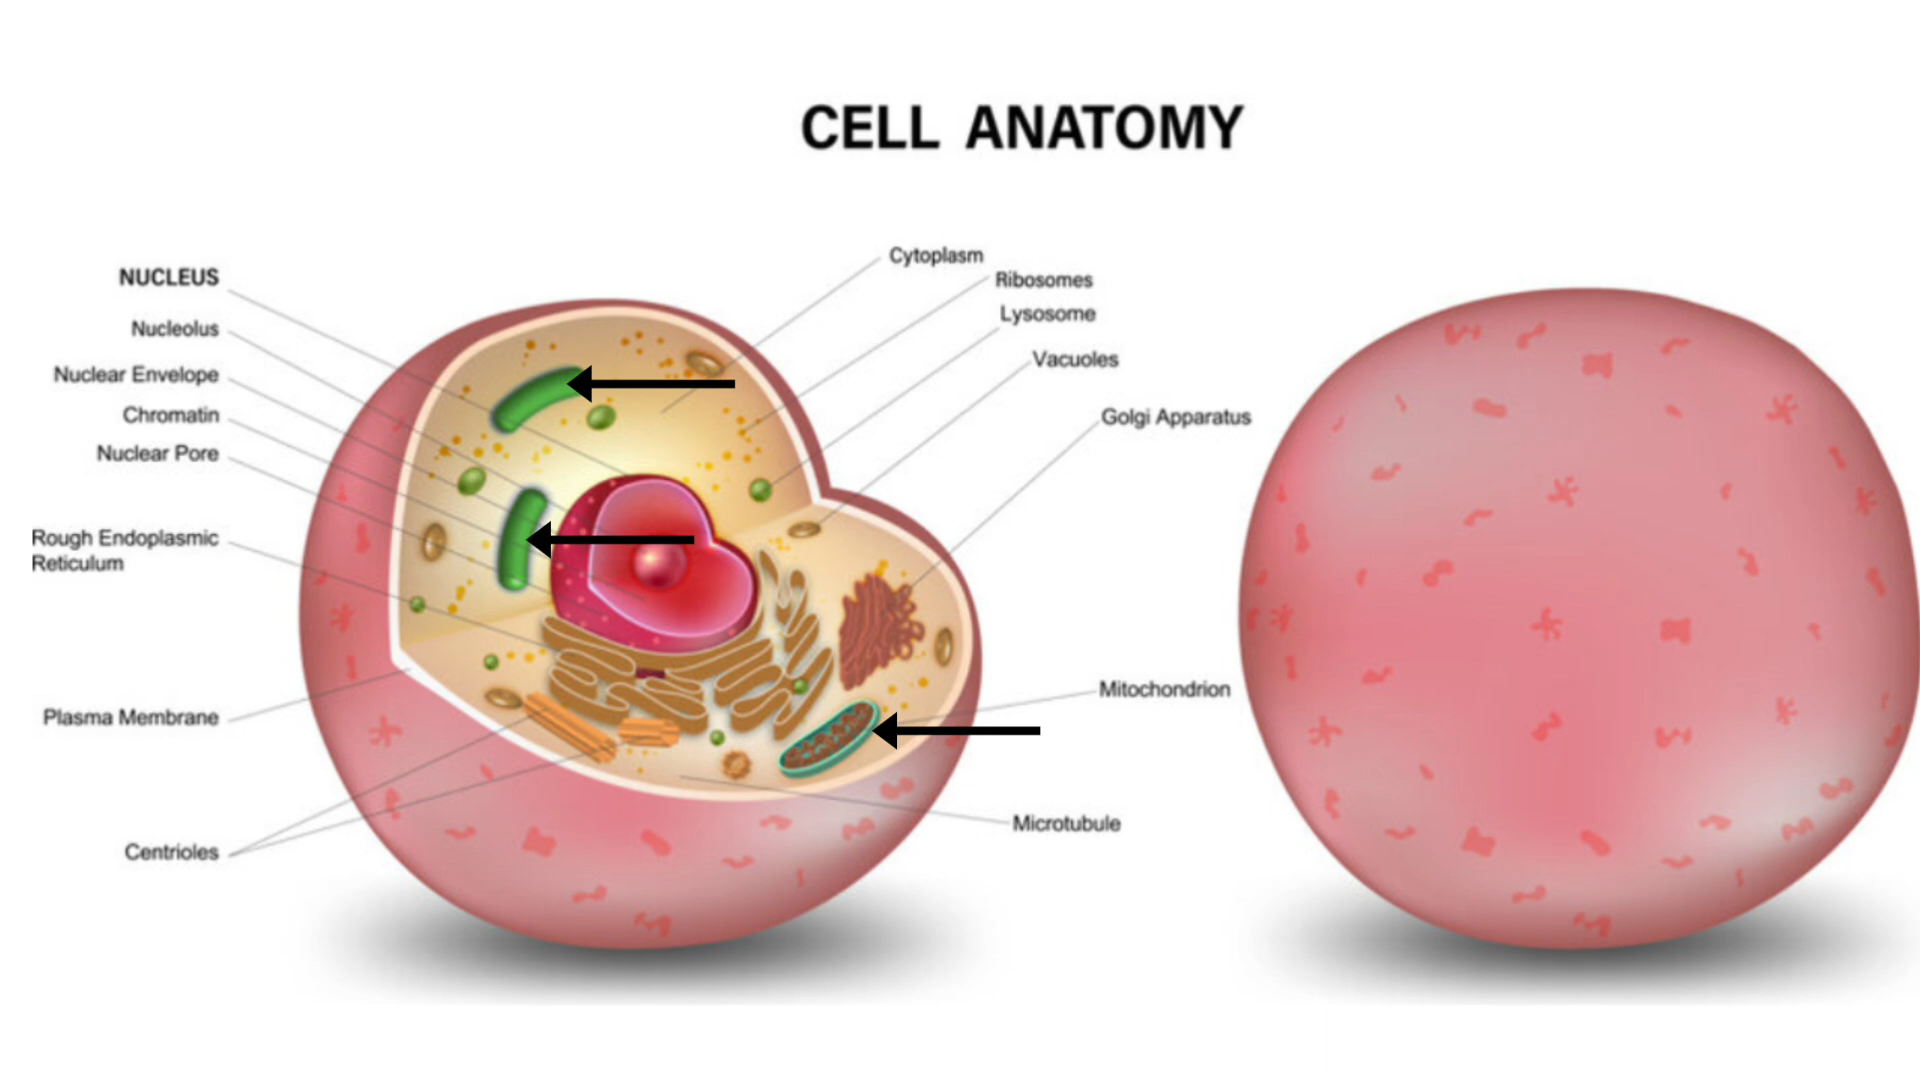 CELL ANATOMY
NUCLEUS
Nucleolus
Nuclear Envelope
Chromatin
Nuclear Pore
Rough Endoplasmic
Reticulum
Plasma Membrane
Centrioles
Cytoplasm
Ribosomes
Lysosome
Vacuoles
Golgi Apparatus
Mitochondrion
Microtubule